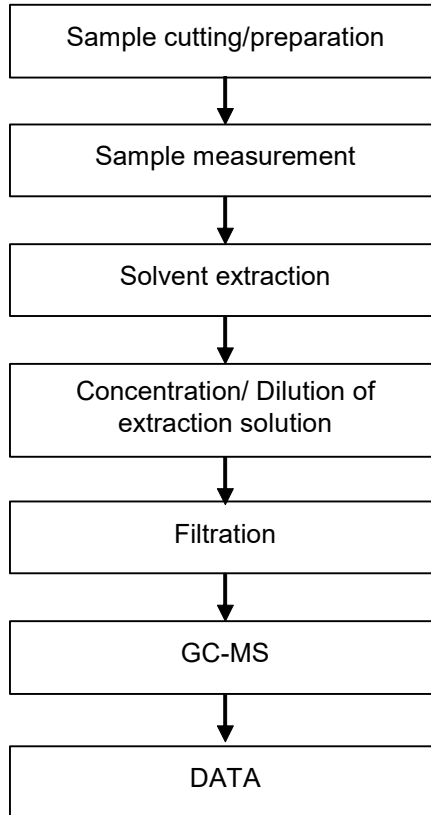 Sample cutting/preparation
Sample measurement
Solvent extraction
Concentration/ Dilution of
extraction solution
Filtration
GC-MS
DATA